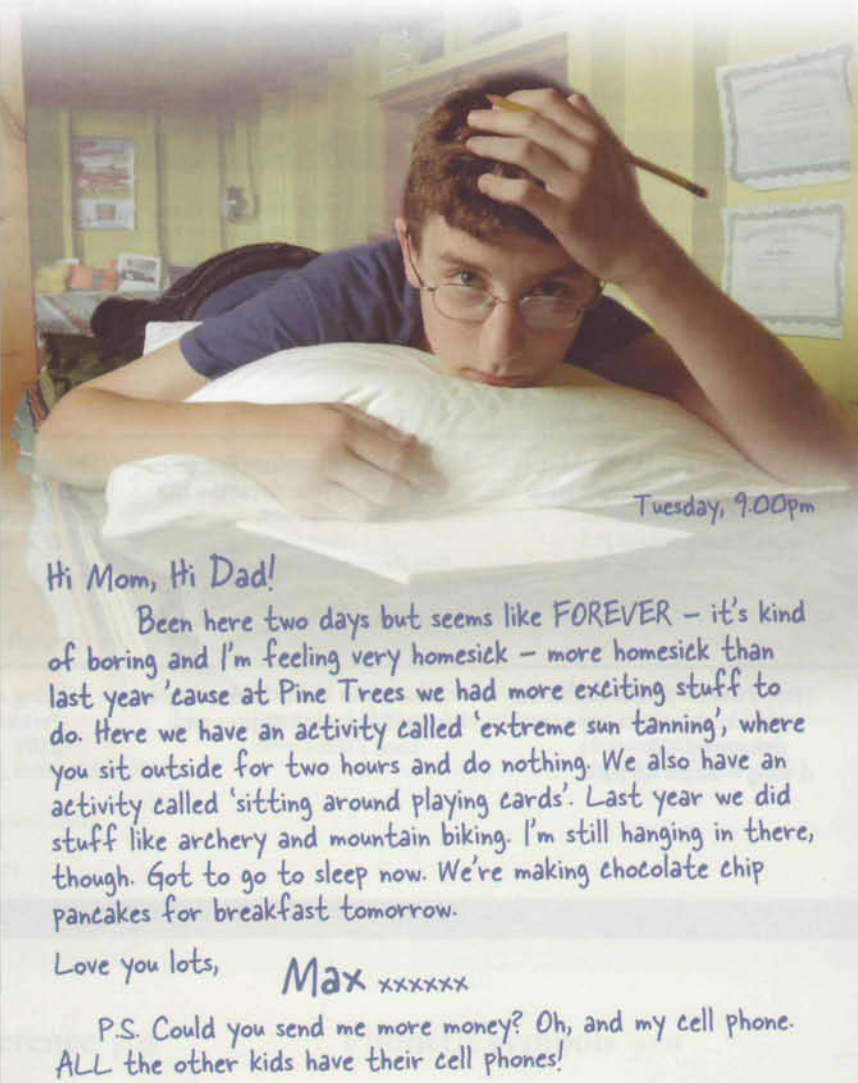 Tuesday, 9.00pm
Hi Mom, Hi Dad!
Been here two days but seems like FOREVER – it's kind
of boring and I'm feeling very homesick – more homesick than
last year 'cause at Pine Trees we had more exciting stuff to
do. Here we have an activity called 'extreme sun tanning', where
you sit outside for two hours and do nothing. We also have an
activity called 'sitting around playing cards'. Last year we did
stuff like archery and mountain biking. I'm still hanging in there,
though. Got to go to sleep now. We're making chocolate chip
pancakes for breakfast tomorrow.
Love you lots,
Max xxxxxx
P.S. Could you send me more money? Oh, and my cell phone.
ALL the other kids have their cell phones!